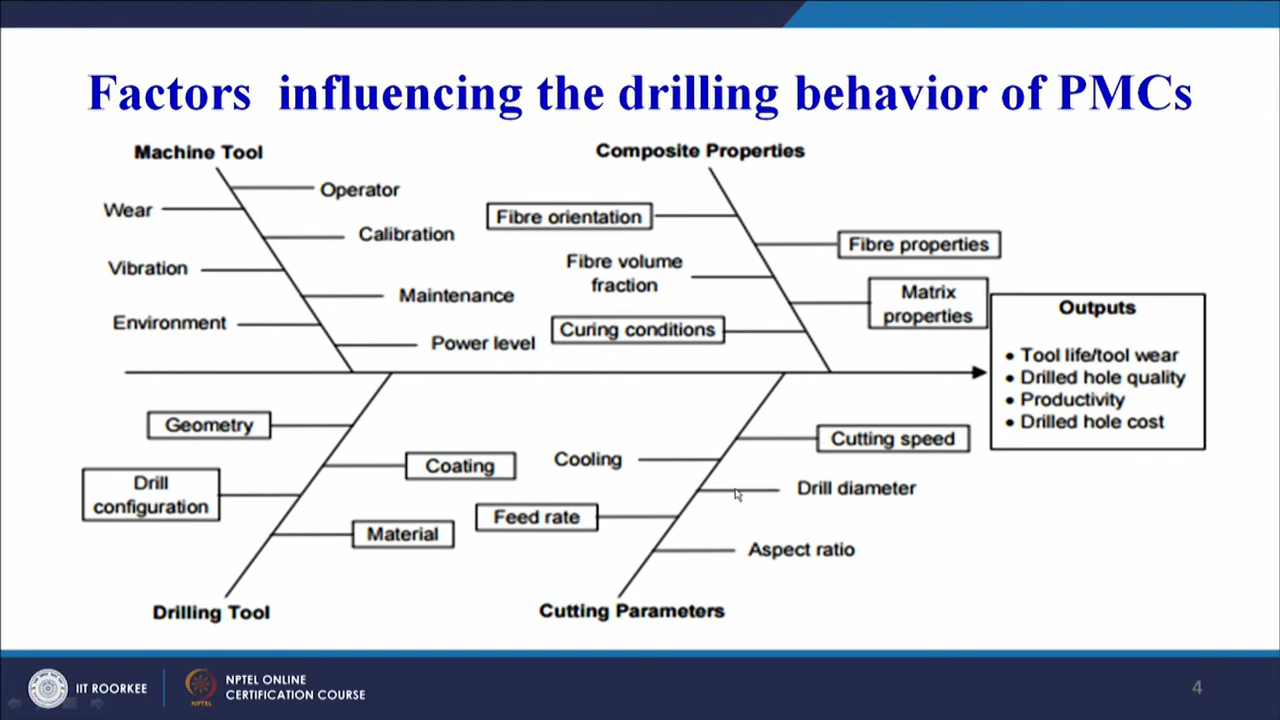 Factors influencing the drilling behavior of PMCs
Machine Tool
Operator
Wear
Calibration
Vibration
Maintenance
Environment
Power level
Composite Properties
Fibre orientation
Fibre properties
Fibre volume
fraction
Matrix
properties
Curing conditions
Outputs
• Tool life/tool wear
• Drilled hole quality
• Productivity
• Drilled hole cost
Geometry
Coating
Drill
configuration
Material
Drilling Tool
Cutting speed
Cooling
Drill diameter
Feed rate
Aspect ratio
Cutting Parameters
IIT ROORKEE
NPTEL
NPTEL ONLINE
CERTIFICATION COURSE
4